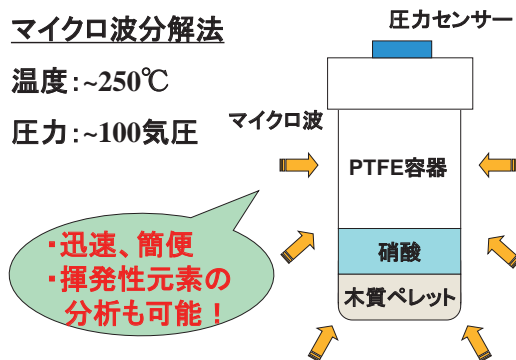 マイクロ波分解法
圧力センサー
温度：~250℃
圧力：~100気圧
マイクロ波
PTFE容器
・迅速、簡便
・揮発性元素の
分析も可能！
硝酸
木質ペレット